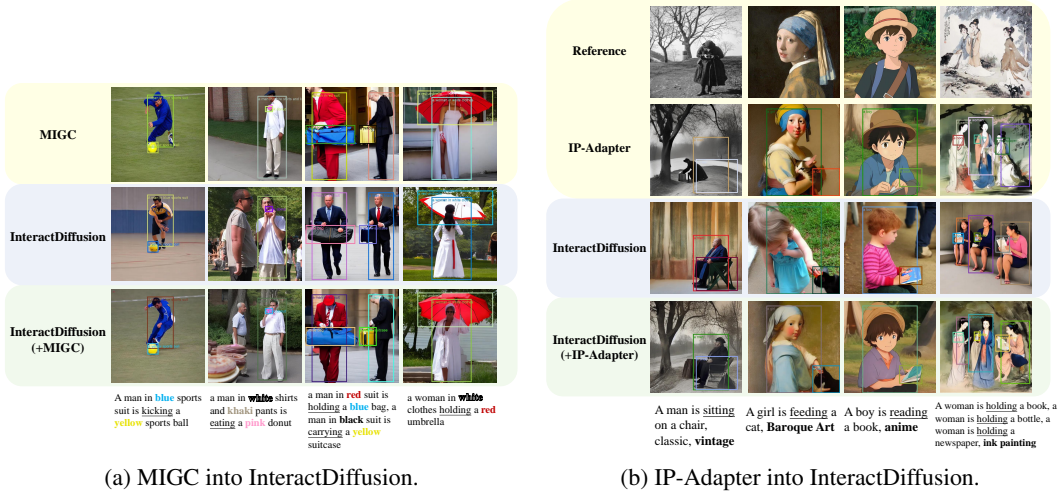 MIGC
InteractDiffusion
InteractDiffusion
(+MIGC)
A man in blue sports
suit is kicking a
yellow sports ball
a man in white shirts
and khaki pants is
eating a pink donut
a man in red suit is
holding a blue bag, a
man in black suit is
carrying a yellow
suitcase
a woman in white
clothes holding a red
umbrella
(a) MIGC into InteractDiffusion.
Reference
IP-Adapter
InteractDiffusion
InteractDiffusion
(+IP-Adapter)
A man is sitting
on a chair,
classic, vintage
A girl is feeding a
cat, Baroque Art
A boy is reading
a book, anime
A woman is holding a book, a
woman is holding a bottle, a
woman is holding a
newspaper, ink painting
(b) IP-Adapter into InteractDiffusion.